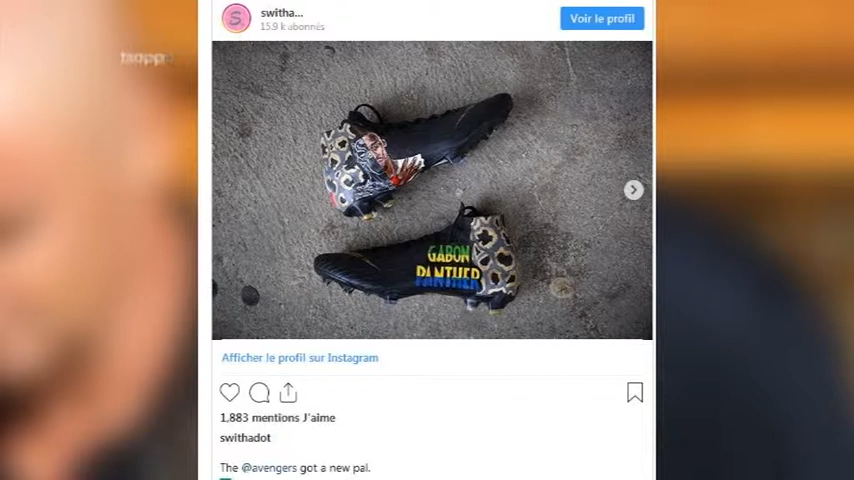 switha...
15.9 k abonnés
Voir le profil
GABON
PANTHER
Afficher le profil sur Instagram
1,883 mentions J'aime
swithadot
The @avengers got a new pal.